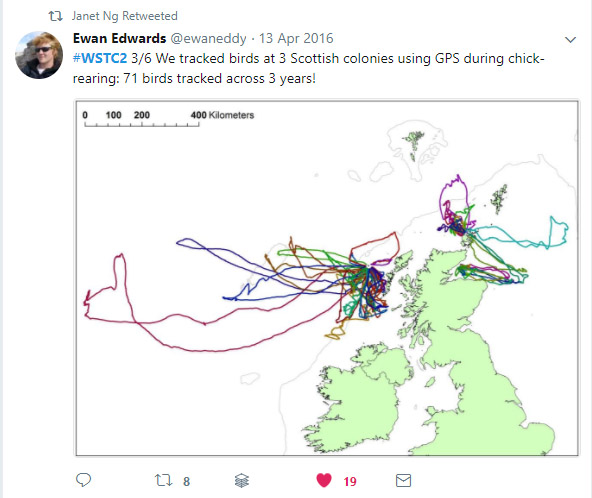 Janet Ng Retweeted
Ewan Edwards @ewaneddy · 13 Apr 2016
#WSTC2 3/6 We tracked birds at 3 Scottish colonies using GPS during chick-
rearing: 71 birds tracked across 3 years!
0 100 200 400 Kilometers
8 19